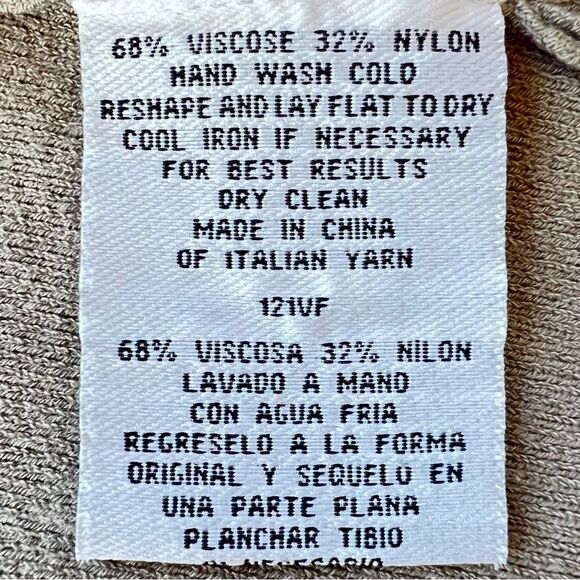 68% VISCOSE 32% NYLON
HAND WASH COLD
RESHAPE AND LAY FLAT TO DRY
COOL IRON IF NECESSARY
FOR BEST RESULTS
DRY CLEAN
MADE IN CHINA
OF ITALIAN YARN
121VF
68% VISCOSA 32% NILON
LAVADO A MANO
CON AGUA FRIA
REGRESELO A LA FORMA
ORIGINAL Y SEQUELO EN
UNA PARTE PLANA
PLANCHAR TIBIO
NECESARIO